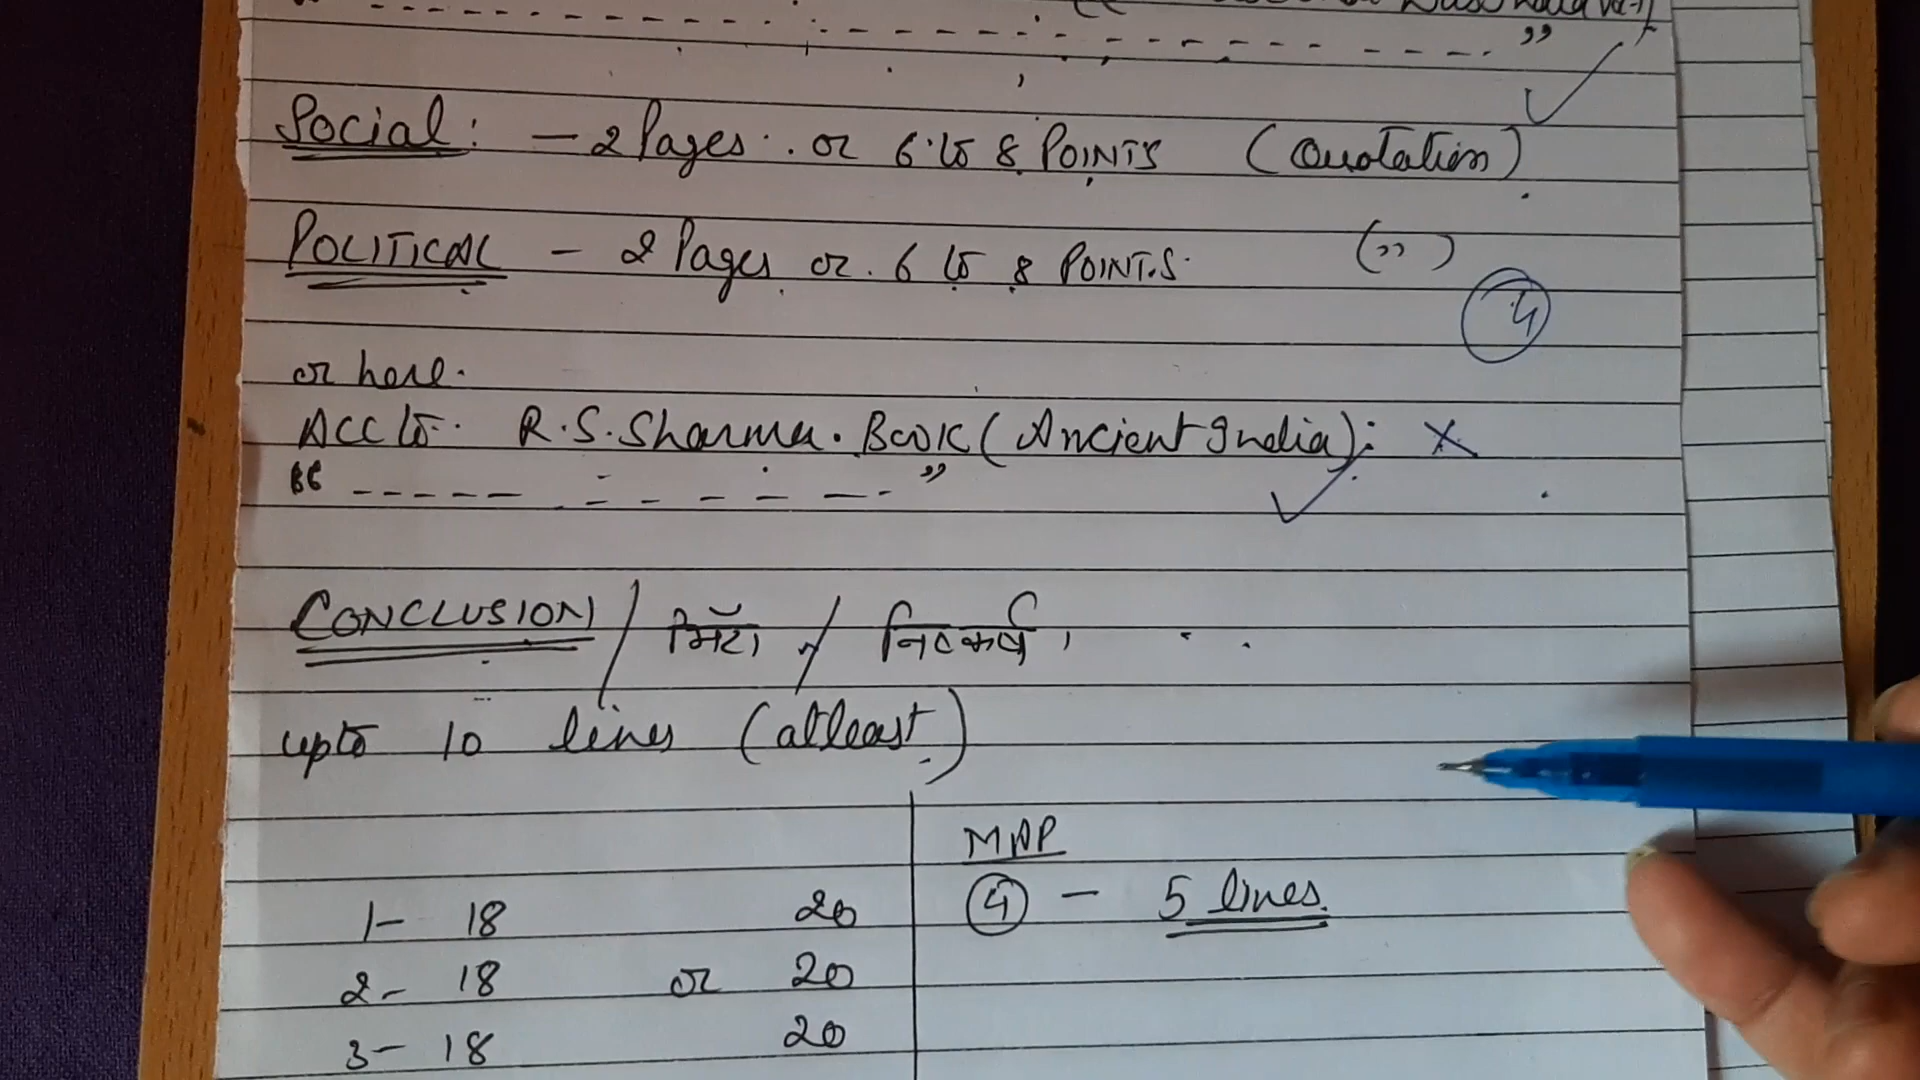 "
Social: - 2 Pages. or 6 to 8 POINTS (Quotation)
POLITICAL - 2 Pages or. 6 to 8 POINTS. (")
4
or here.
Acc to. R.S. Sharma. Book (Ancient India): X
" - - - - - - - - - - - "
CONCLUSION / सिटा / निष्कर्ष
upto 10 lines (atleast)
MAP
1- 18 20 4 - 5 lines.
2- 18 or 20
3- 18 20